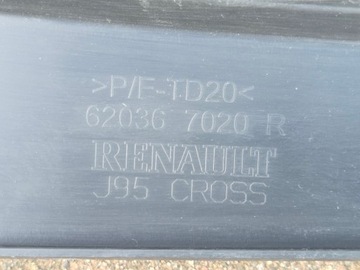 >P/E-TD20<
62036 7020 R
RENAULT
J95 CROSS